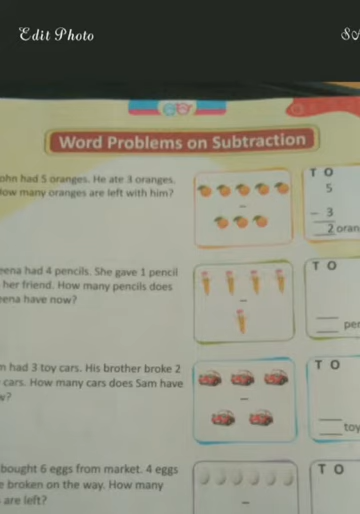 Edit Photo
Word Problems on Subtraction
ohn had 5 oranges. He ate 3 oranges.
How many oranges are left with him?
T O
5
– 3
2 oran
eena had 4 pencils. She gave 1 pencil
her friend. How many pencils does
eena have now?
T O
pen
m had 3 toy cars. His brother broke 2
cars. How many cars does Sam have
w?
T O
toy
bought 6 eggs from market. 4 eggs
e broken on the way. How many
are left?
T O